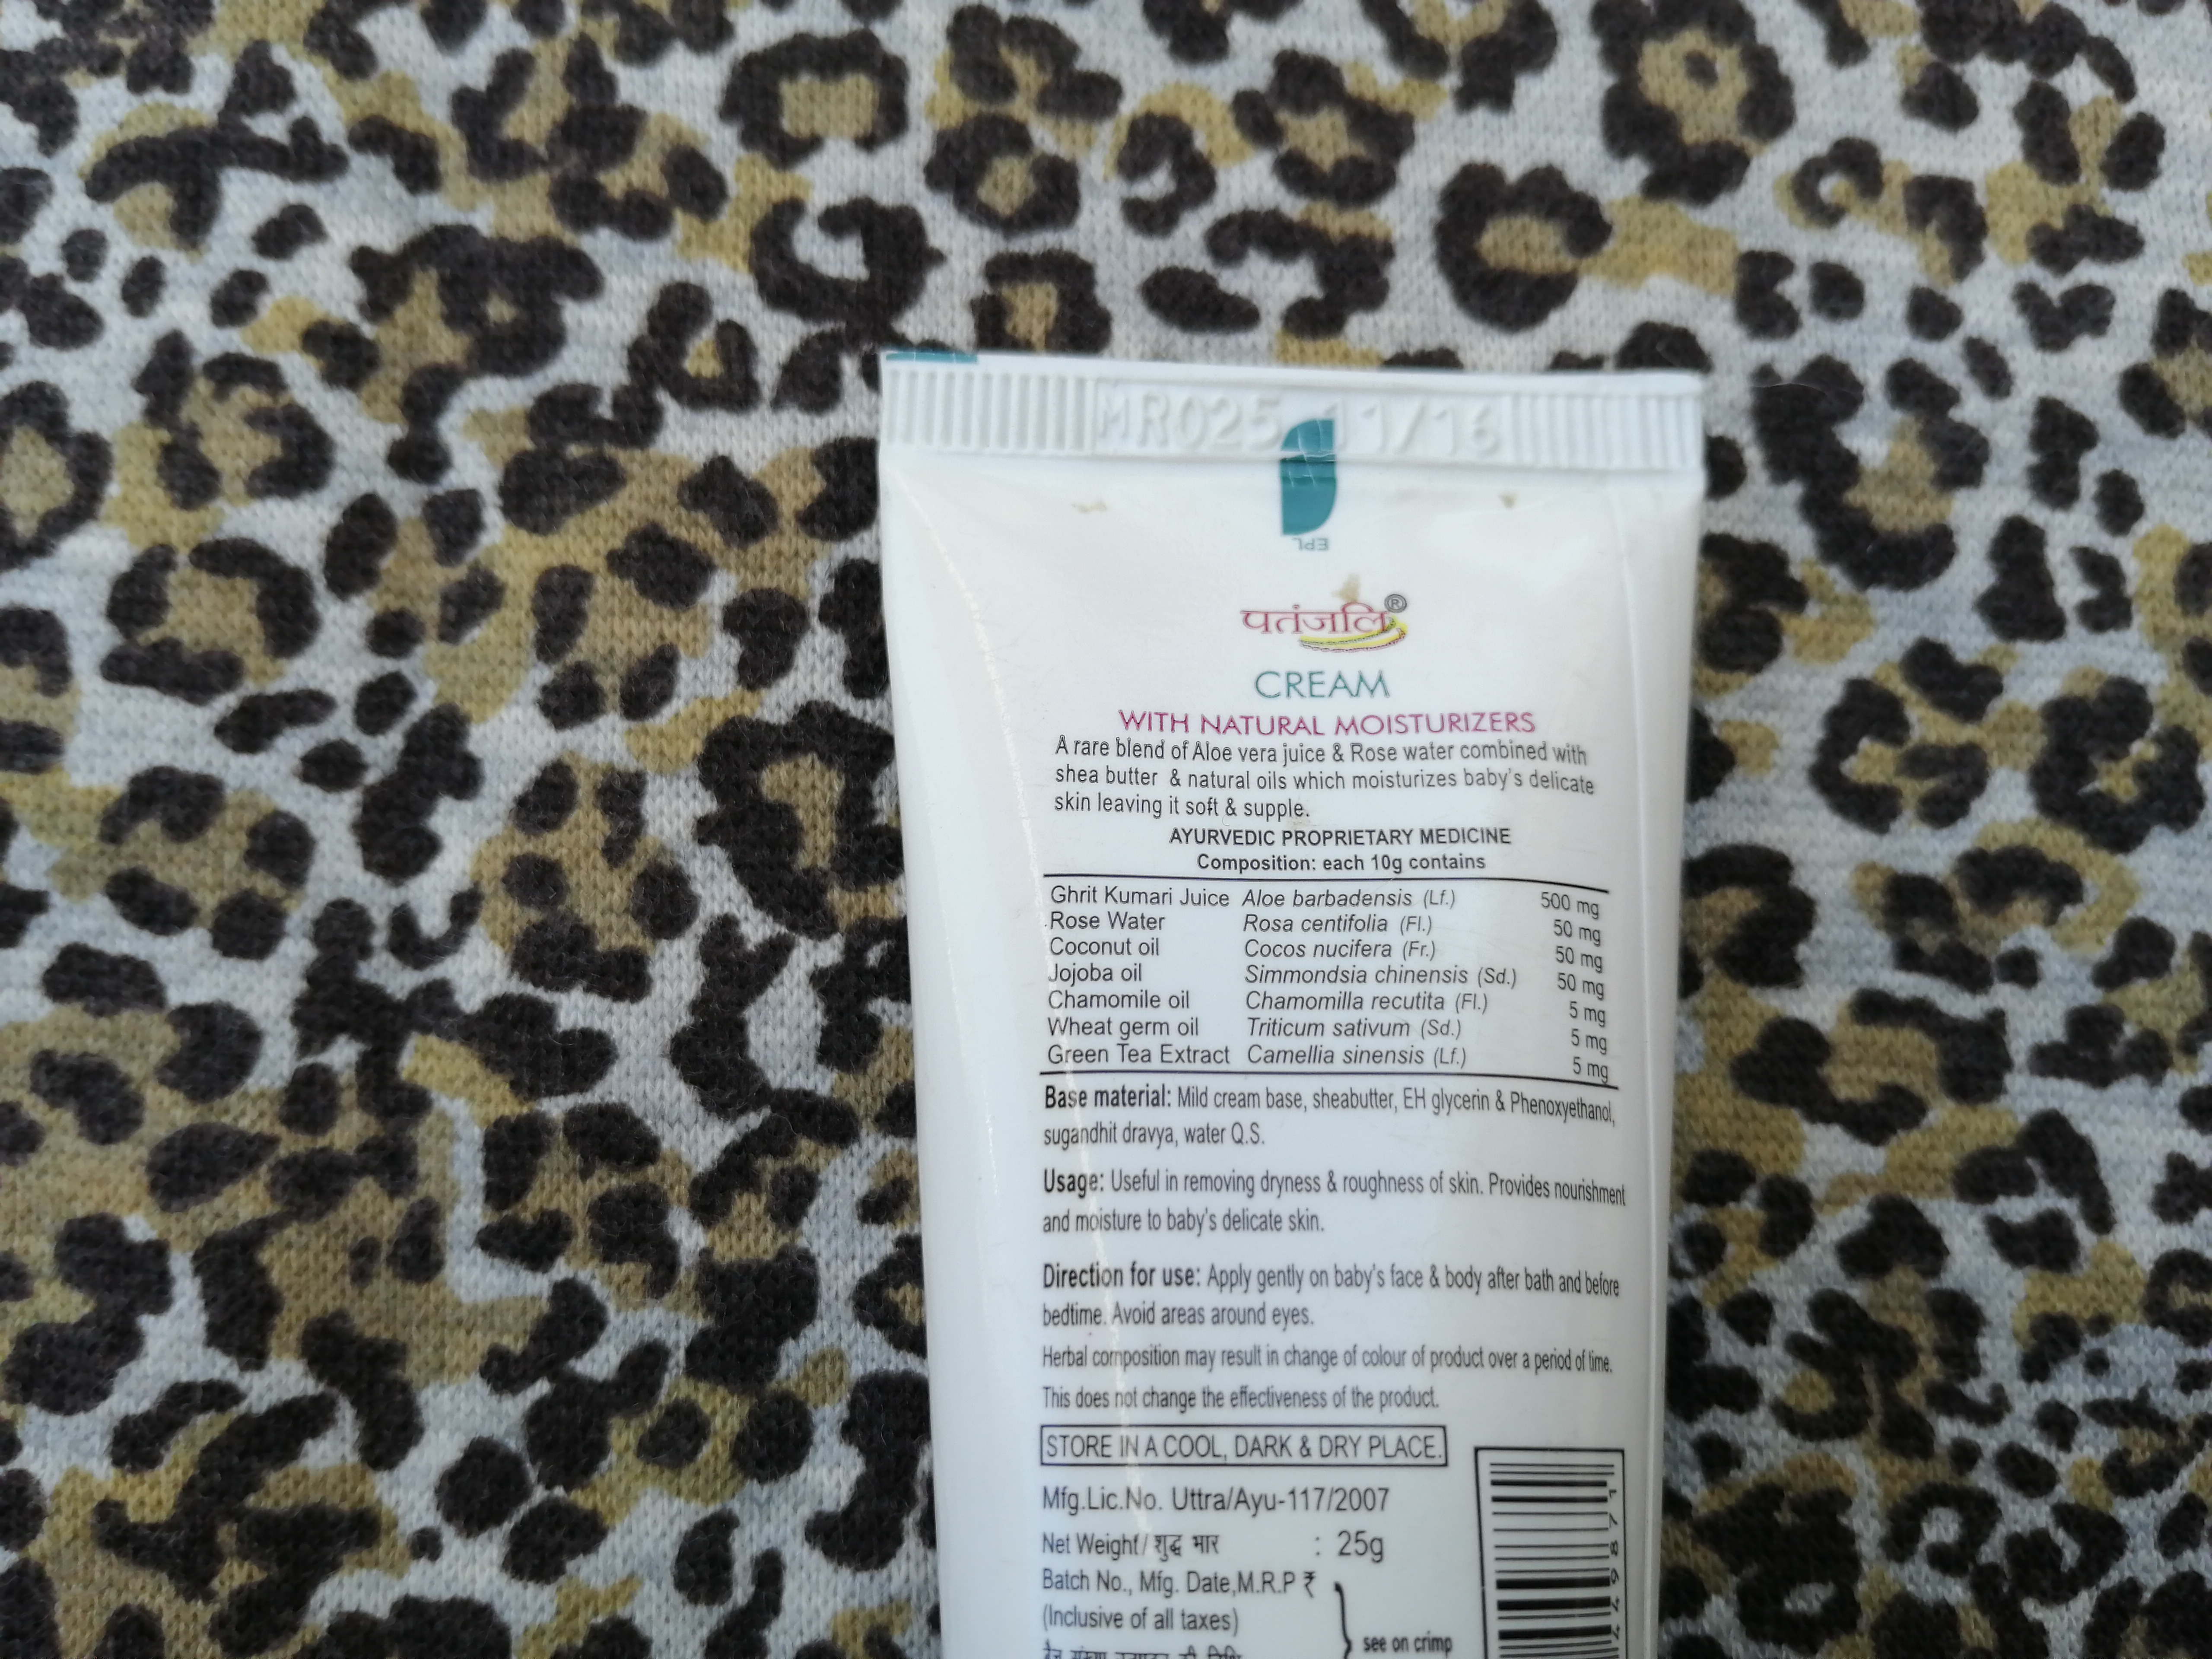 MR025 11/16
EPL
पतंजलि®
CREAM
WITH NATURAL MOISTURIZERS
A rare blend of Aloe vera juice & Rose water combined with
shea butter & natural oils which moisturizes baby's delicate
skin leaving it soft & supple.
AYURVEDIC PROPRIETARY MEDICINE
Composition: each 10g contains
Ghrit Kumari Juice Aloe barbadensis (Lf.) 500 mg
Rose Water Rosa centifolia (Fl.) 50 mg
Coconut oil Cocos nucifera (Fr.) 50 mg
Jojoba oil Simmondsia chinensis (Sd.) 50 mg
Chamomile oil Chamomilla recutita (Fl.) 5 mg
Wheat germ oil Triticum sativum (Sd.) 5 mg
Green Tea Extract Camellia sinensis (Lf.) 5 mg
Base material: Mild cream base, sheabutter, EH glycerin & Phenoxyethanol,
sugandhit dravya, water Q.S.
Usage: Useful in removing dryness & roughness of skin. Provides nourishment
and moisture to baby's delicate skin.
Direction for use: Apply gently on baby's face & body after bath and before
bedtime. Avoid areas around eyes.
Herbal composition may result in change of colour of product over a period of time.
This does not change the effectiveness of the product.
STORE IN A COOL, DARK & DRY PLACE.
Mfg.Lic.No. Uttra/Ayu-117/2007
Net Weight/ शुद्ध भार : 25g
Batch No., Mfg. Date,M.R.P ₹
(Inclusive of all taxes)
see on crimp